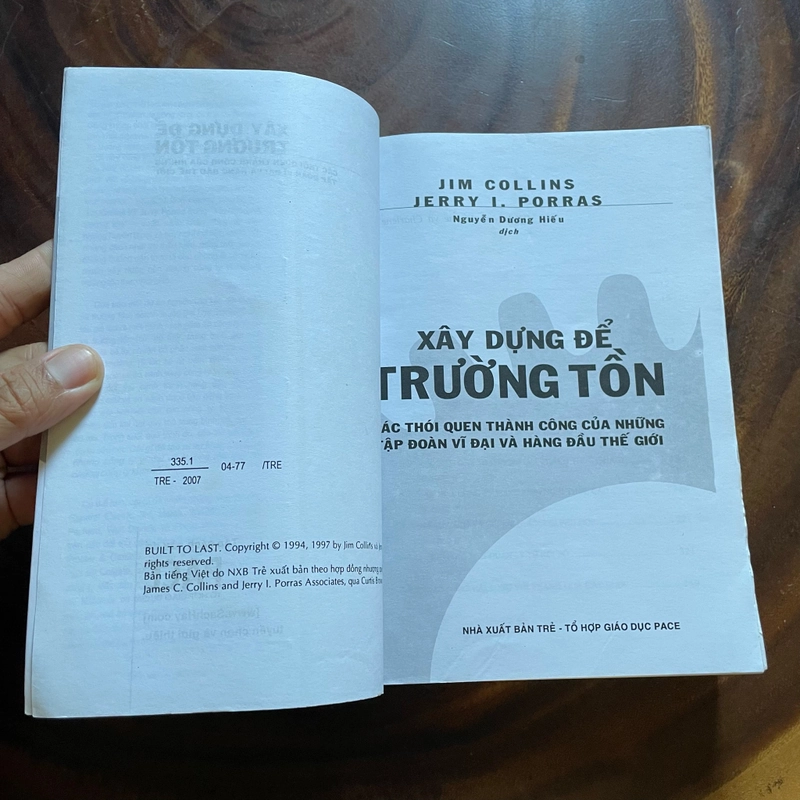 335.1
TRE - 2007
04-77 /TRE
BUILT TO LAST. Copyright © 1994, 1997 by Jim Collins
rights reserved.
Bản tiếng Việt do NXB Trẻ xuất bản theo hợp đồng nhượng
James C. Collins and Jerry I. Porras Associates, qua Curtis
JIM COLLINS
JERRY I. PORRAS
Nguyễn Dương Hiếu
dịch
XÂY DỰNG ĐỂ
TRƯỜNG TỒN
ÁC THÓI QUEN THÀNH CÔNG CỦA NHỮNG
TẬP ĐOÀN VĨ ĐẠI VÀ HÀNG ĐẦU THẾ GIỚI
NHÀ XUẤT BẢN TRẺ - TỔ HỢP GIÁO DỤC PACE